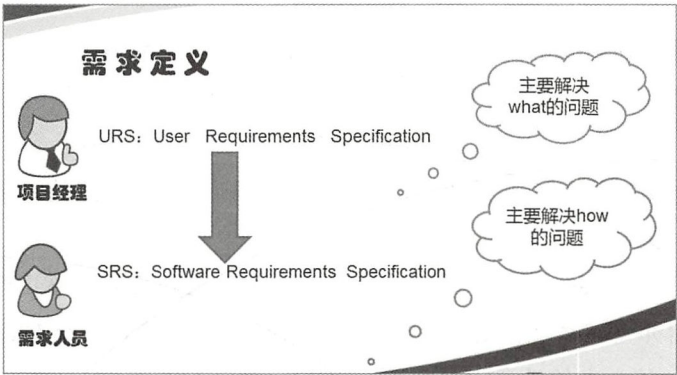 需求定义
主要解决
what的问题
URS：User Requirements Specification
项目经理
主要解决how
的问题
SRS：Software Requirements Specification
需求人员